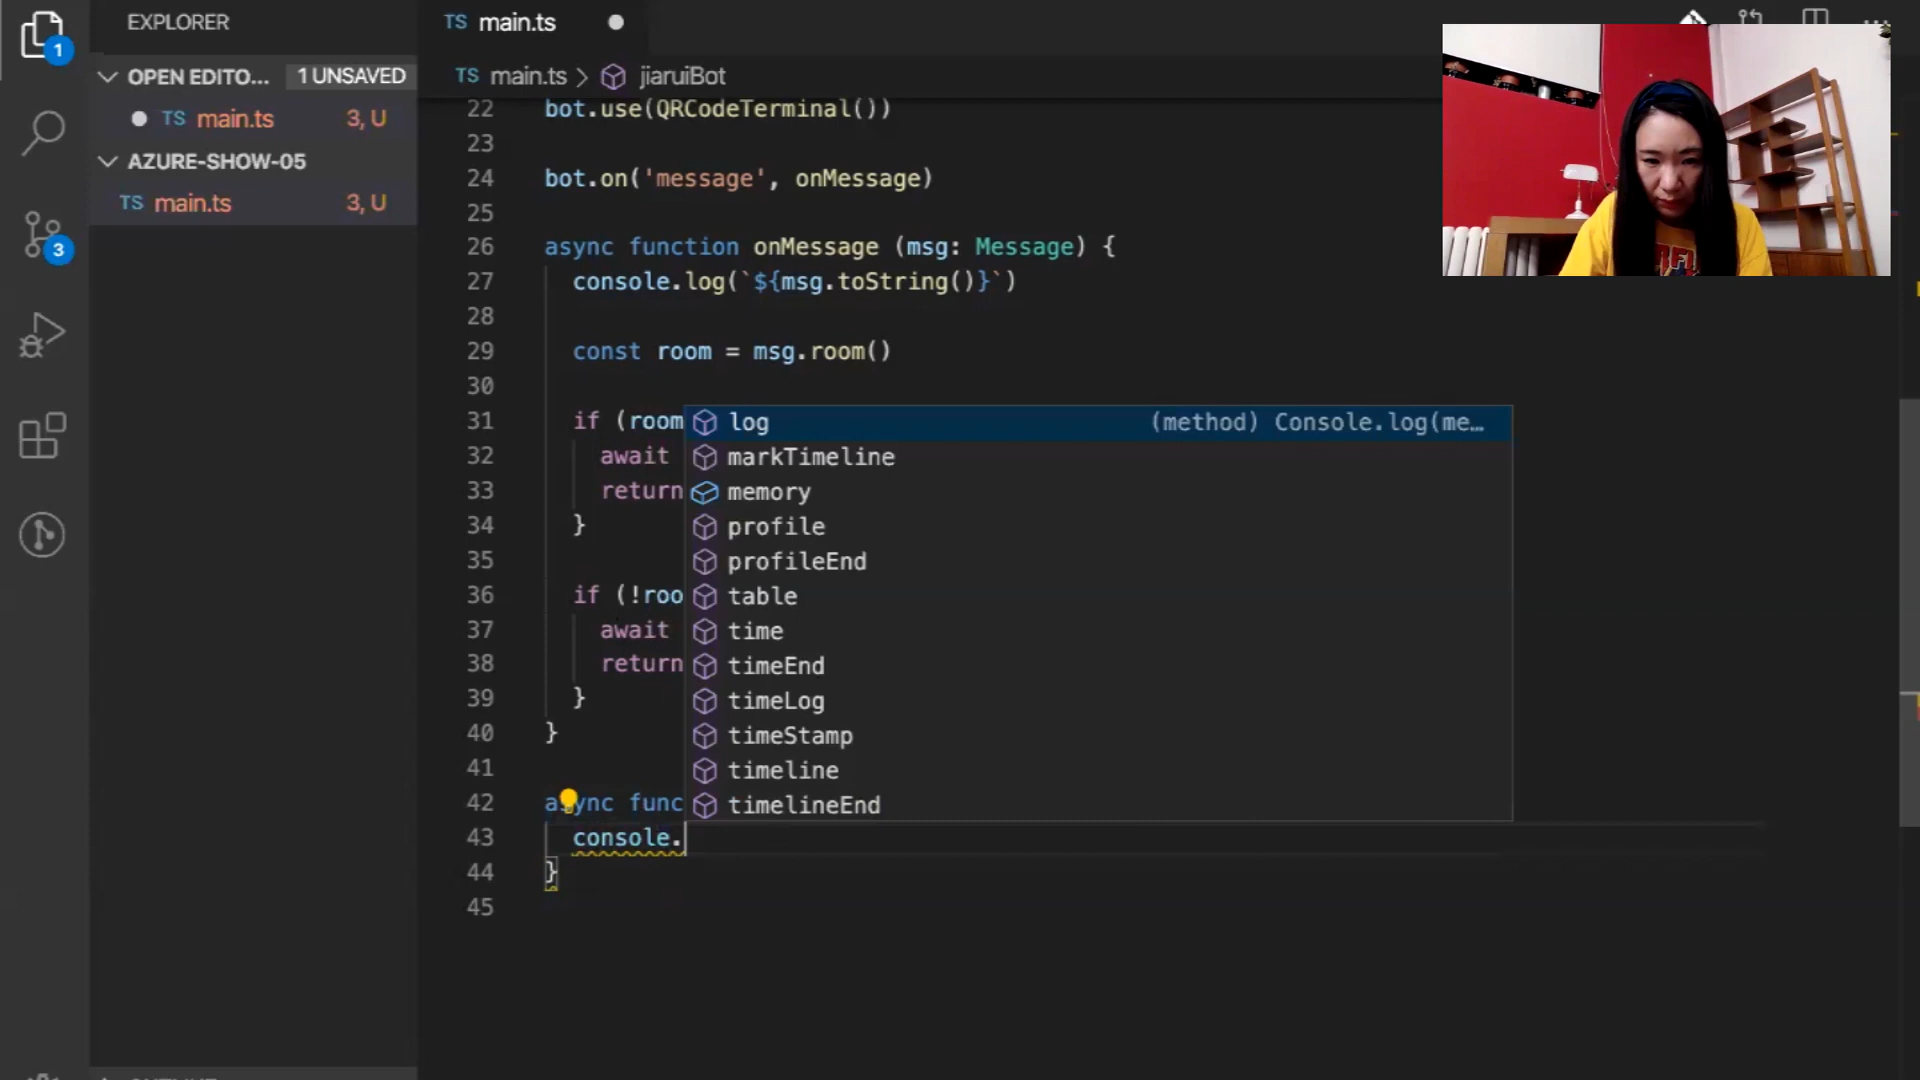 EXPLORER
OPEN EDITO... 1 UNSAVED
TS main.ts 3, U
AZURE-SHOW-05
TS main.ts 3, U
1
3
TS main.ts
TS main.ts > jiaruiBot
22 bot.use(QRCodeTerminal())
23
24 bot.on('message', onMessage)
25
26 async function onMessage (msg: Message) {
27 console.log(`${msg.toString()}`)
28
29 const room = msg.room()
30
31 if (room
32 await
33 return
34 }
35
36 if (!roo
37 await
38 return
39 }
40 }
41
42 async func
43 console.
44 }
45
log (method) Console.log(me…
markTimeline
memory
profile
profileEnd
table
time
timeEnd
timeLog
timeStamp
timeline
timelineEnd